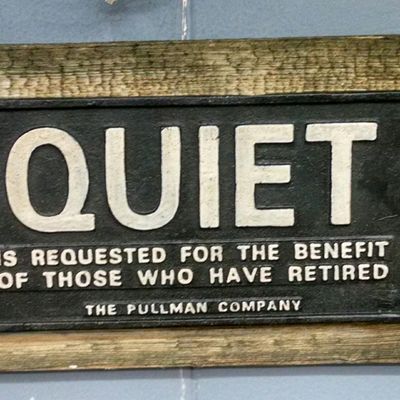 QUIET
IS REQUESTED FOR THE BENEFIT
OF THOSE WHO HAVE RETIRED
THE PULLMAN COMPANY